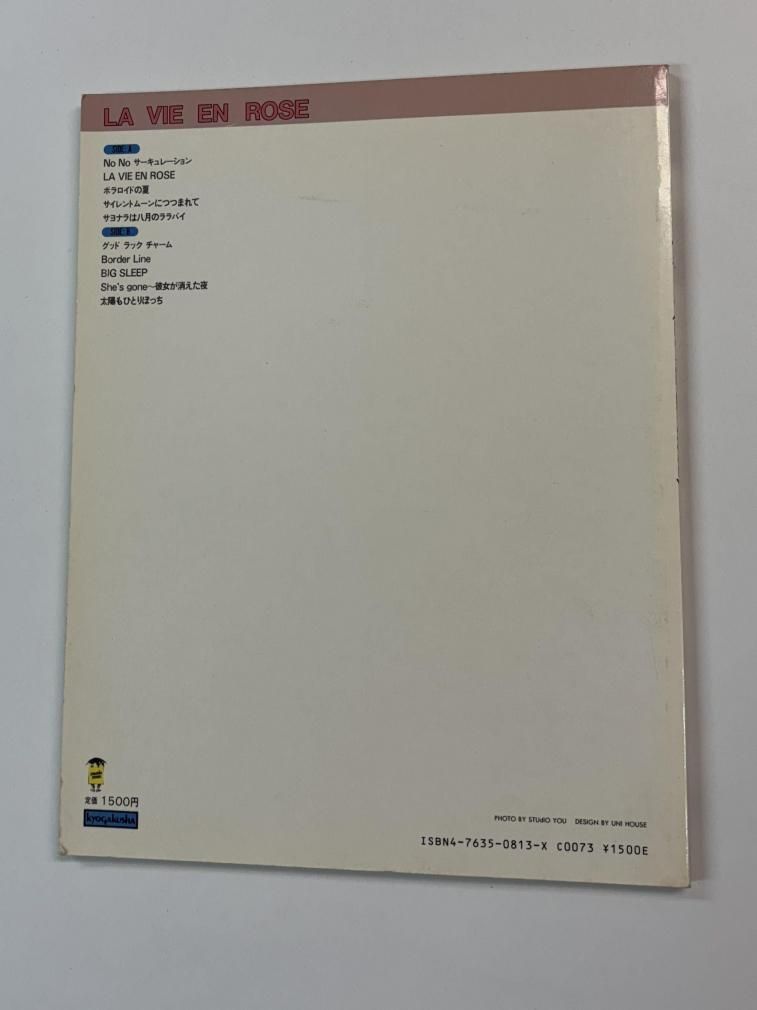 LA VIE EN ROSE
SIDE A
No No サーキュレーション
LA VIE EN ROSE
ポラロイドの夏
サイレントムーンにつつまれて
サヨナラは八月のララバイ
SIDE B
グッド ラック チャーム
Border Line
BIG SLEEP
She's gone〜彼女が消えた夜
太陽もひとりぼっち
定価 1500円
kyogakusha
PHOTO BY STUDIO YOU DESIGN BY UNI HOUSE
ISBN4-7635-0813-X C0073 ¥1500E